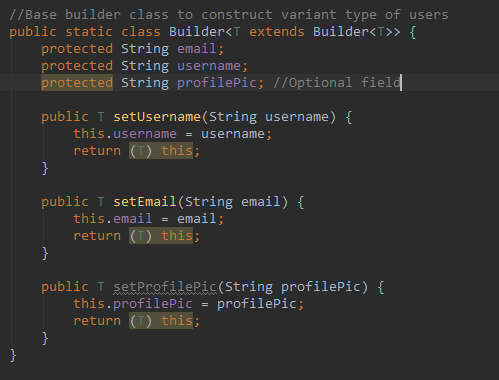 //Base builder class to construct variant type of users
public static class Builder<T extends Builder<T>> {
    protected String email;
    protected String username;
    protected String profilePic; //Optional field

    public T setUsername(String username) {
        this.username = username;
        return (T) this;
    }

    public T setEmail(String email) {
        this.email = email;
        return (T) this;
    }

    public T setProfilePic(String profilePic) {
        this.profilePic = profilePic;
        return (T) this;
    }
}